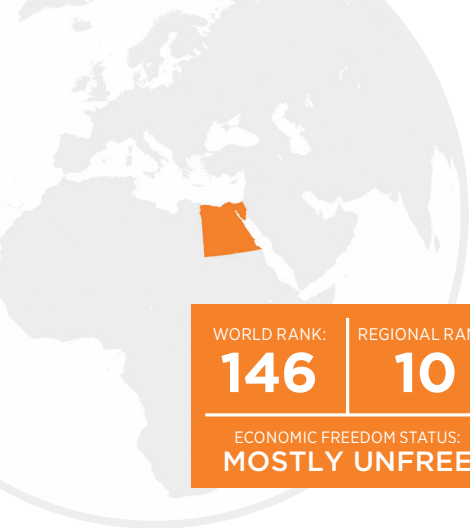 WORLD RANK:
146
REGIONAL RAN
10
ECONOMIC FREEDOM STATUS:
MOSTLY UNFREE